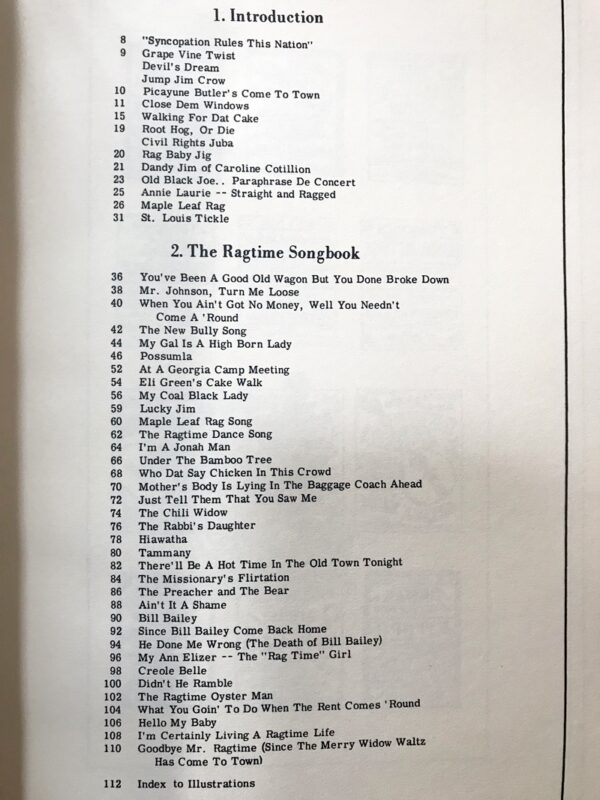 1. Introduction
8 "Syncopation Rules This Nation"
9 Grape Vine Twist
Devil's Dream
Jump Jim Crow
10 Picayune Butler's Come To Town
11 Close Dem Windows
15 Walking For Dat Cake
19 Root Hog, Or Die
Civil Rights Juba
20 Rag Baby Jig
21 Dandy Jim of Caroline Cotillion
23 Old Black Joe.. Paraphrase De Concert
25 Annie Laurie -- Straight and Ragged
26 Maple Leaf Rag
31 St. Louis Tickle
2. The Ragtime Songbook
36 You've Been A Good Old Wagon But You Done Broke Down
38 Mr. Johnson, Turn Me Loose
40 When You Ain't Got No Money, Well You Needn't
Come A 'Round
42 The New Bully Song
44 My Gal Is A High Born Lady
46 Possumla
52 At A Georgia Camp Meeting
54 Eli Green's Cake Walk
56 My Coal Black Lady
59 Lucky Jim
60 Maple Leaf Rag Song
62 The Ragtime Dance Song
64 I'm A Jonah Man
66 Under The Bamboo Tree
68 Who Dat Say Chicken In This Crowd
70 Mother's Body Is Lying In The Baggage Coach Ahead
72 Just Tell Them That You Saw Me
74 The Chili Widow
76 The Rabbi's Daughter
78 Hiawatha
80 Tammany
82 There'll Be A Hot Time In The Old Town Tonight
84 The Missionary's Flirtation
86 The Preacher and The Bear
88 Ain't It A Shame
90 Bill Bailey
92 Since Bill Bailey Come Back Home
94 He Done Me Wrong (The Death of Bill Bailey)
96 My Ann Elizer -- The "Rag Time" Girl
98 Creole Belle
100 Didn't He Ramble
102 The Ragtime Oyster Man
104 What You Goin' To Do When The Rent Comes 'Round
106 Hello My Baby
108 I'm Certainly Living A Ragtime Life
110 Goodbye Mr. Ragtime (Since The Merry Widow Waltz
Has Come To Town)
112 Index to Illustrations